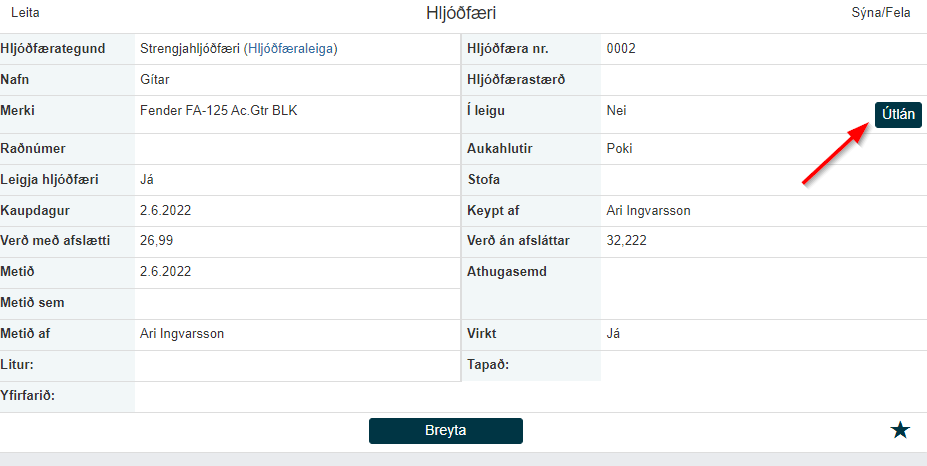 Leita Hljóðfæri Sýna/Fela
Hljóðfærategund Strengjahljóðfæri (Hljóðfæraleiga) Hljóðfæra nr. 0002
Nafn Gítar Hljóðfærastærð
Merki Fender FA-125 Ac.Gtr BLK Í leigu Nei Útlán
Raðnúmer Aukahlutir Poki
Leigja hljóðfæri Já Stofa
Kaupdagur 2.6.2022 Keypt af Ari Ingvarsson
Verð með afslætti 26,99 Verð án afsláttar 32,222
Metið 2.6.2022 Athugasemd
Metið sem
Metið af Ari Ingvarsson Virkt Já
Litur: Tapað:
Yfirfarið:
Breyta